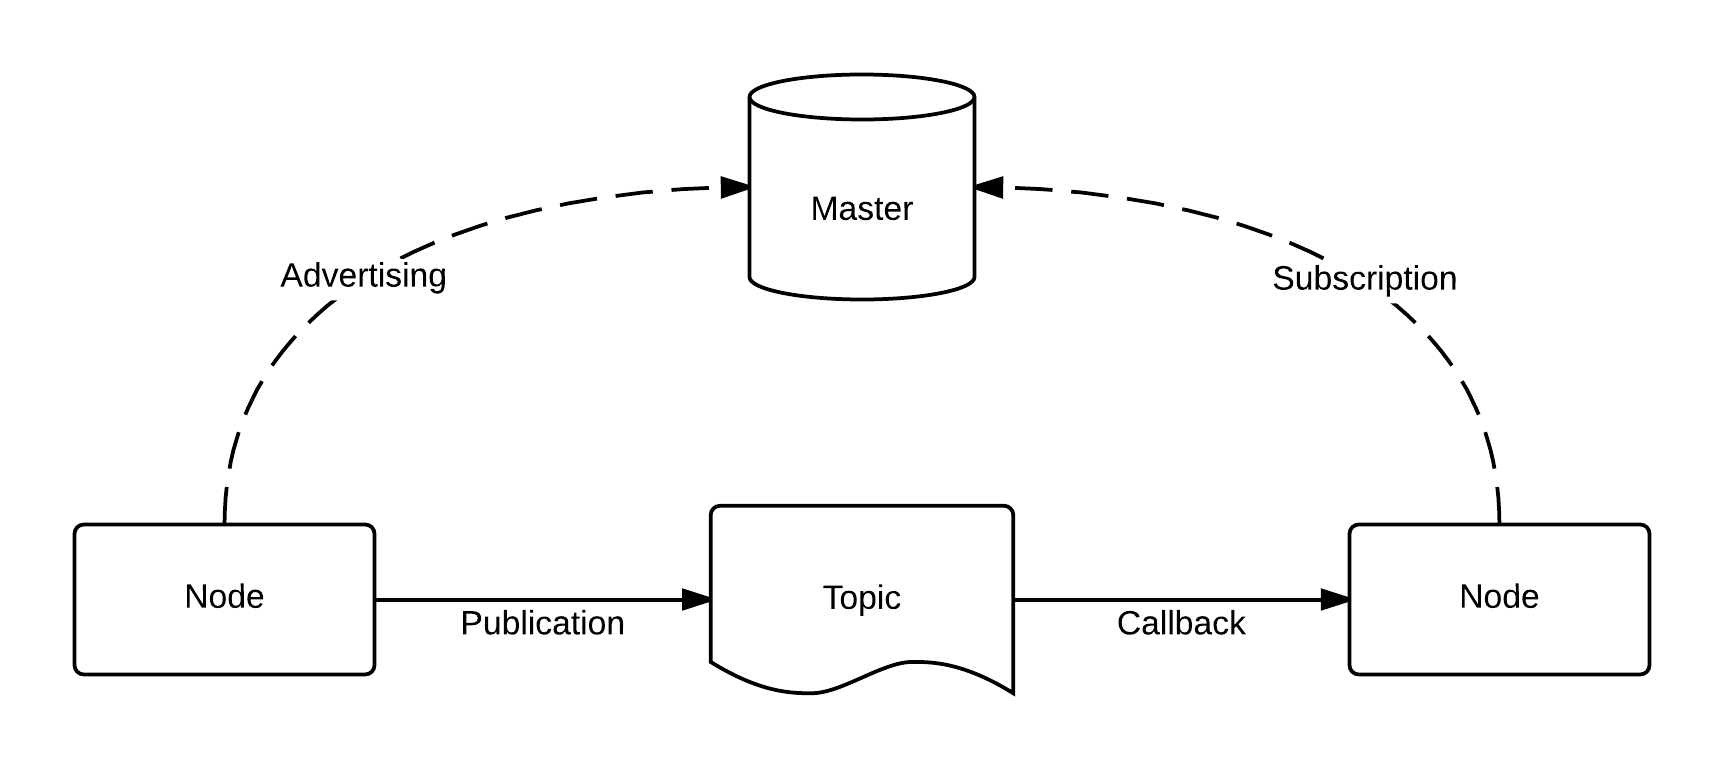 Master
Advertising
Subscription
Node
Topic
Node
Publication
Callback